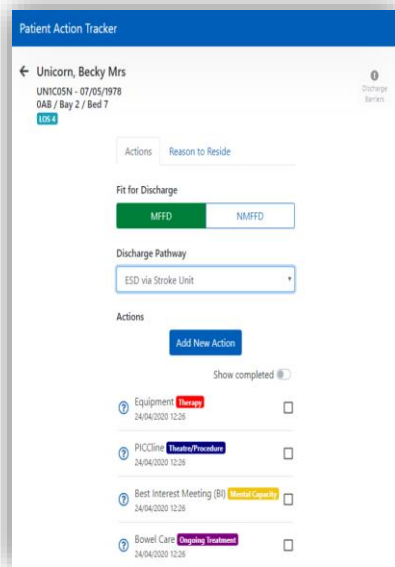 Patient Action Tracker
← Unicorn, Becky Mrs
UN1C05N - 07/05/1978
0AB / Bay 2 / Bed 7
LOS 4
Discharge
Barriers
Actions Reason to Reside
Fit for Discharge
MFFD NMFFD
Discharge Pathway
ESD via Stroke Unit
Actions
Add New Action
Show completed
Equipment Therapy
24/04/2020 12:26
PICCline Theatre/Procedure
24/04/2020 12:26
Best Interest Meeting (BI) Mental Capacity
24/04/2020 12:26
Bowel Care Ongoing Treatment
24/04/2020 12:26